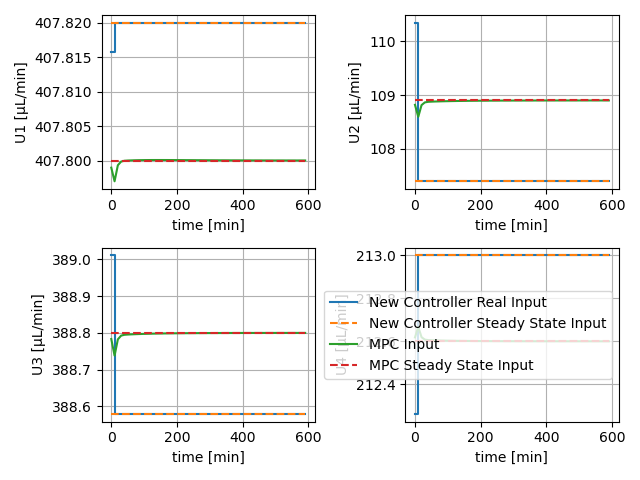 407.820
407.815
407.810
407.805
407.800
U1 [µL/min]
0 200 400 600
time [min]
110
109
108
U2 [µL/min]
0 200 400 600
time [min]
389.0
388.9
388.8
388.7
388.6
U3 [µL/min]
0 200 400 600
time [min]
213.0
212.4
U4 [µL/min]
New Controller Real Input
New Controller Steady State Input
MPC Input
MPC Steady State Input
0 200 400 600
time [min]